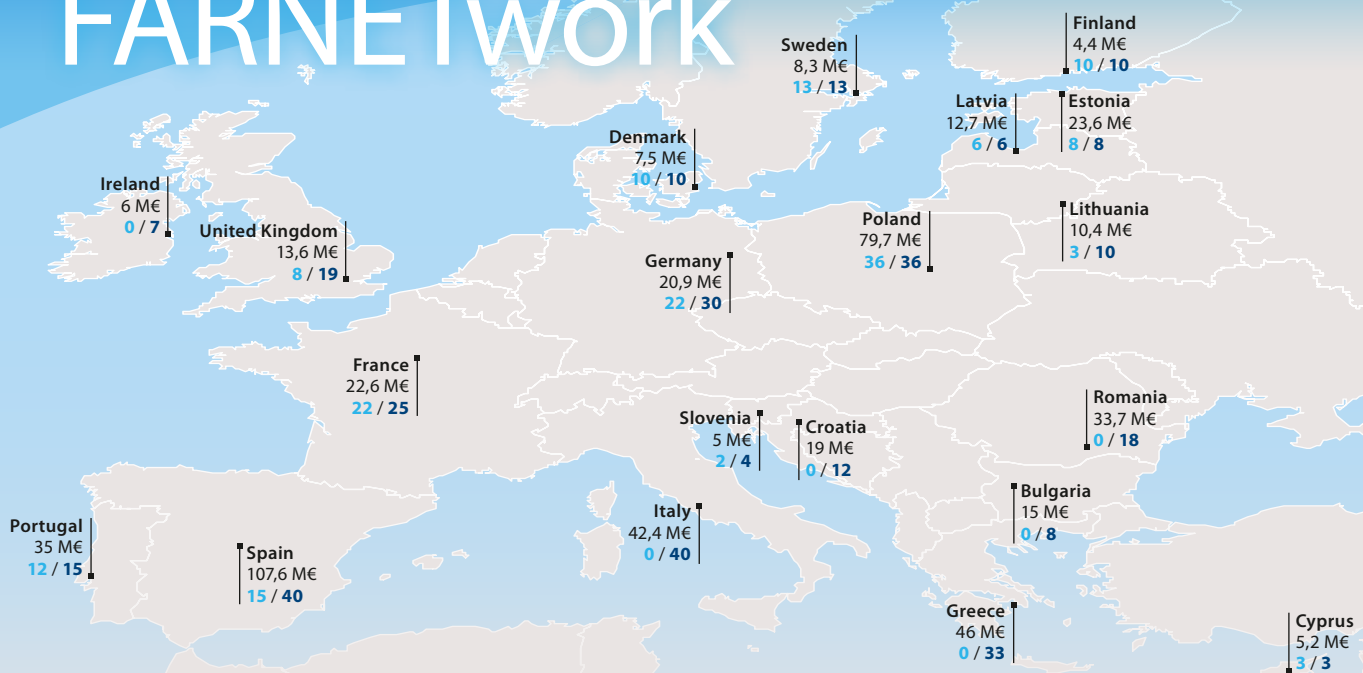 FARNETwork
Finland
4,4 M€
10 / 10
Sweden
8,3 M€
13 / 13
Latvia
12,7 M€
6 / 6
Estonia
23,6 M€
8 / 8
Denmark
7,5 M€
10 / 10
Ireland
6 M€
0 / 7
United Kingdom
13,6 M€
8 / 19
Poland
79,7 M€
36 / 36
Lithuania
10,4 M€
3 / 10
Germany
20,9 M€
22 / 30
France
22,6 M€
22 / 25
Slovenia
5 M€
2 / 4
Croatia
19 M€
0 / 12
Romania
33,7 M€
0 / 18
Bulgaria
15 M€
0 / 8
Italy
42,4 M€
0 / 40
Portugal
35 M€
12 / 15
Spain
107,6 M€
15 / 40
Greece
46 M€
0 / 33
Cyprus
5,2 M€
3 / 3